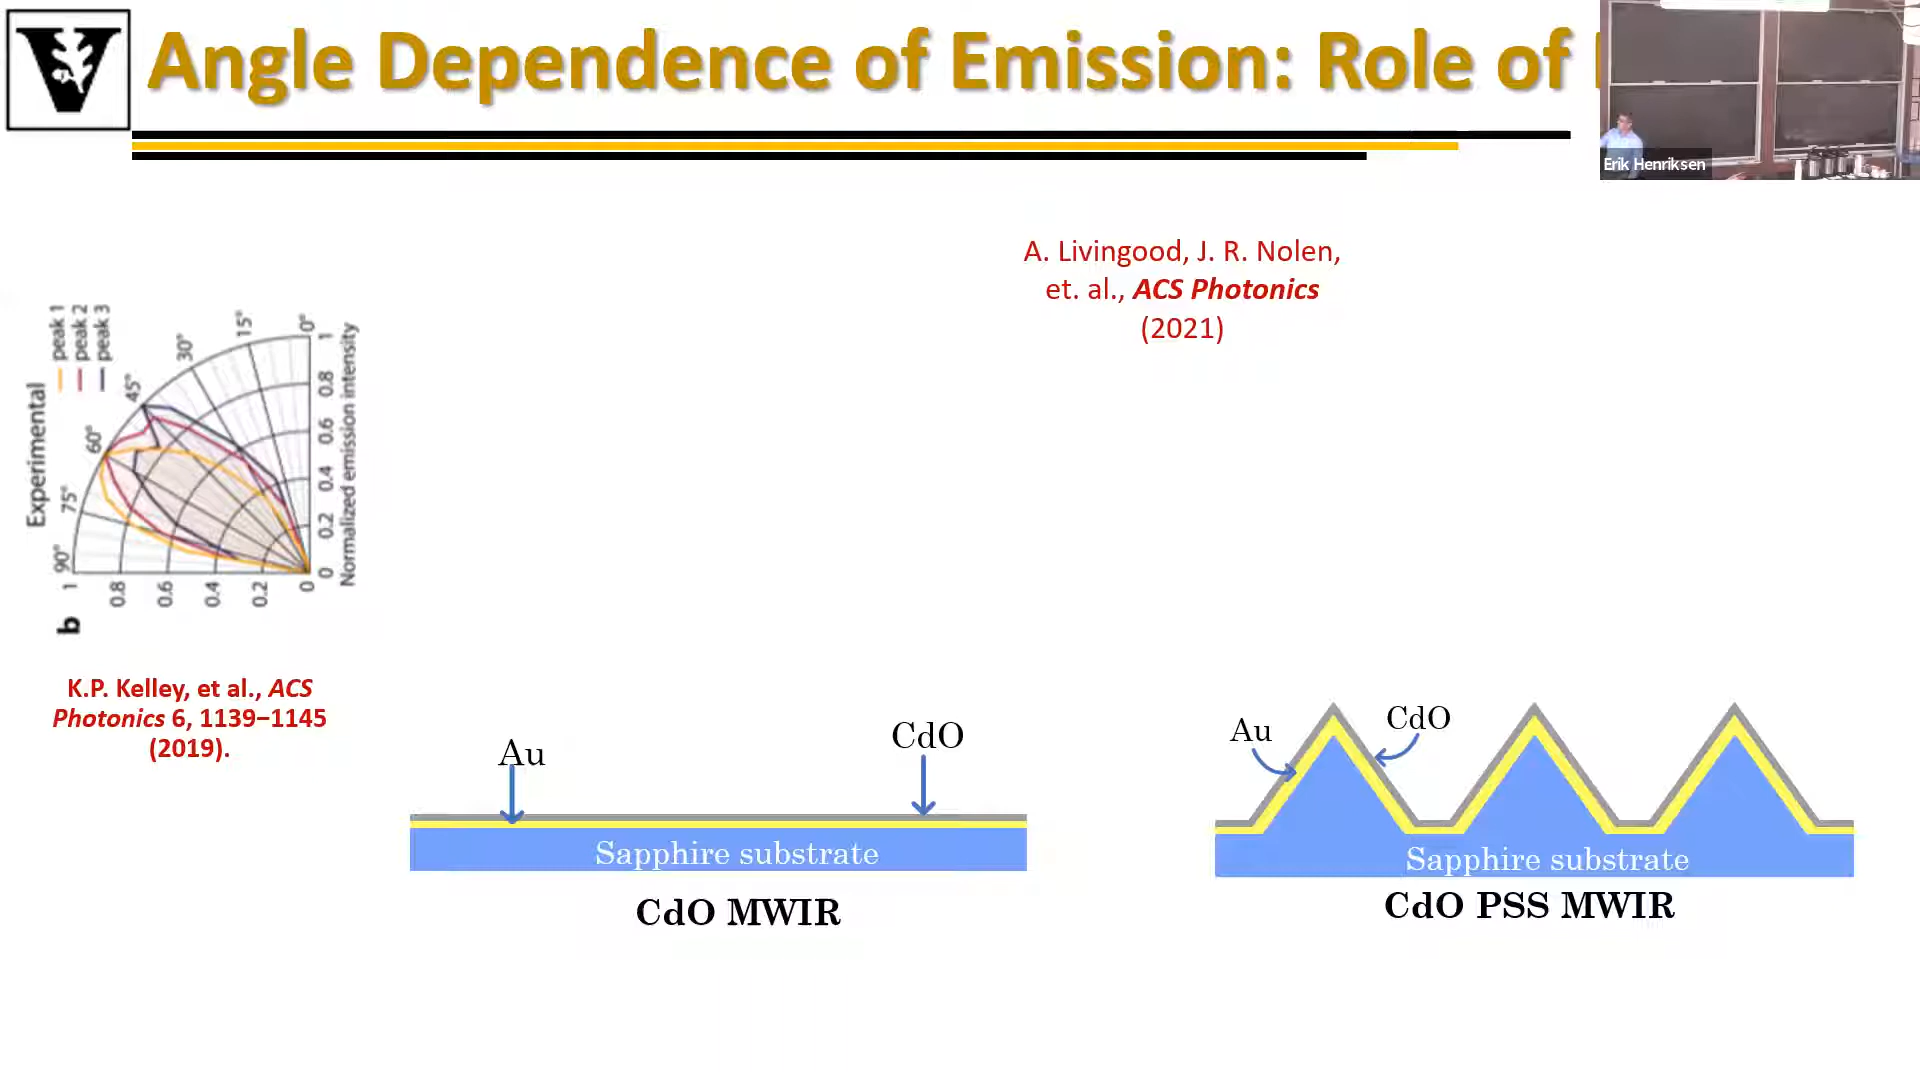 Angle Dependence of Emission: Role of
Erik Henriksen
A. Livingood, J. R. Nolen,
et. al., ACS Photonics
(2021)
Experimental
peak 1
peak 2
peak 3
0°
15°
30°
45°
60°
75°
90°
1
0.8
0.6
0.4
0.2
0
Normalized emission intensity
1
0.8
0.6
0.4
0.2
0
b
K.P. Kelley, et al., ACS
Photonics 6, 1139–1145
(2019).
Au
CdO
Sapphire substrate
CdO MWIR
Au
CdO
Sapphire substrate
CdO PSS MWIR